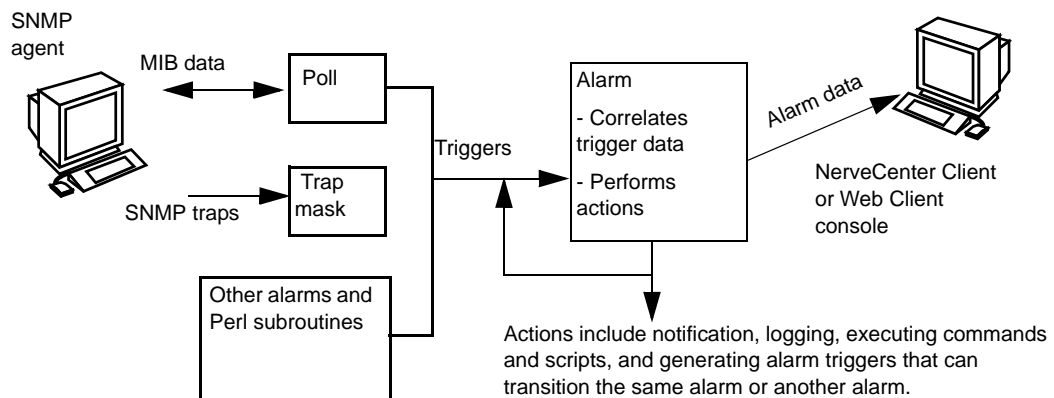 SNMP
agent
MIB data
Poll
SNMP traps
Trap
mask
Other alarms and
Perl subroutines
Triggers
Alarm
- Correlates
trigger data
- Performs
actions
Alarm data
NerveCenter Client
or Web Client
console
Actions include notification, logging, executing commands
and scripts, and generating alarm triggers that can
transition the same alarm or another alarm.